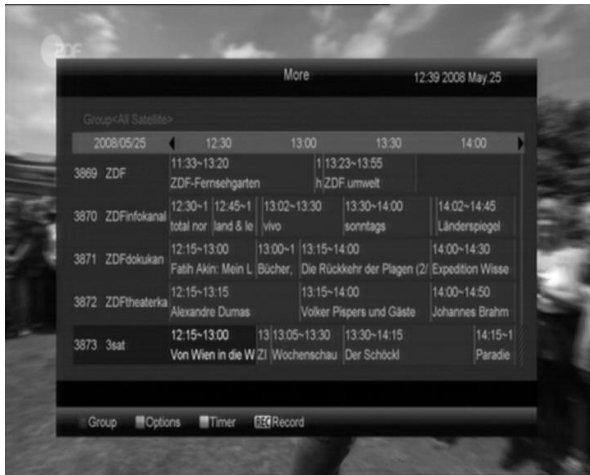 ZDF
More 12:39 2008 May.25
Group<All Satellite>
2008/05/25 12:30 13:00 13:30 14:00
11:33~13:20 1 13:23~13:55
3869 ZDF
ZDF-Fernsehgarten h ZDF.umwelt
12:30~1 12:45~1 13:02~13:30 13:30~14:00 14:02~14:45
3870 ZDFinfokanal
total nor land & le vivo sonntags Länderspiegel
12:15~13:00 13:00~1 13:15~14:00 14:00~14:30
3871 ZDFdokukan
Fatih Akin: Mein L Bücher, Die Rückkehr der Plagen (2/ Expedition Wisse
12:15~13:15 13:15~14:00 14:00~14:50
3872 ZDFtheaterka
Alexandre Dumas Volker Pispers und Gäste Johannes Brahm
12:15~13:00 13 13:05~13:30 13:30~14:15 14:15~1
3873 3sat
Von Wien in die W ZI Wochenschau Der Schöckl Paradie
Group Options Timer REC Record